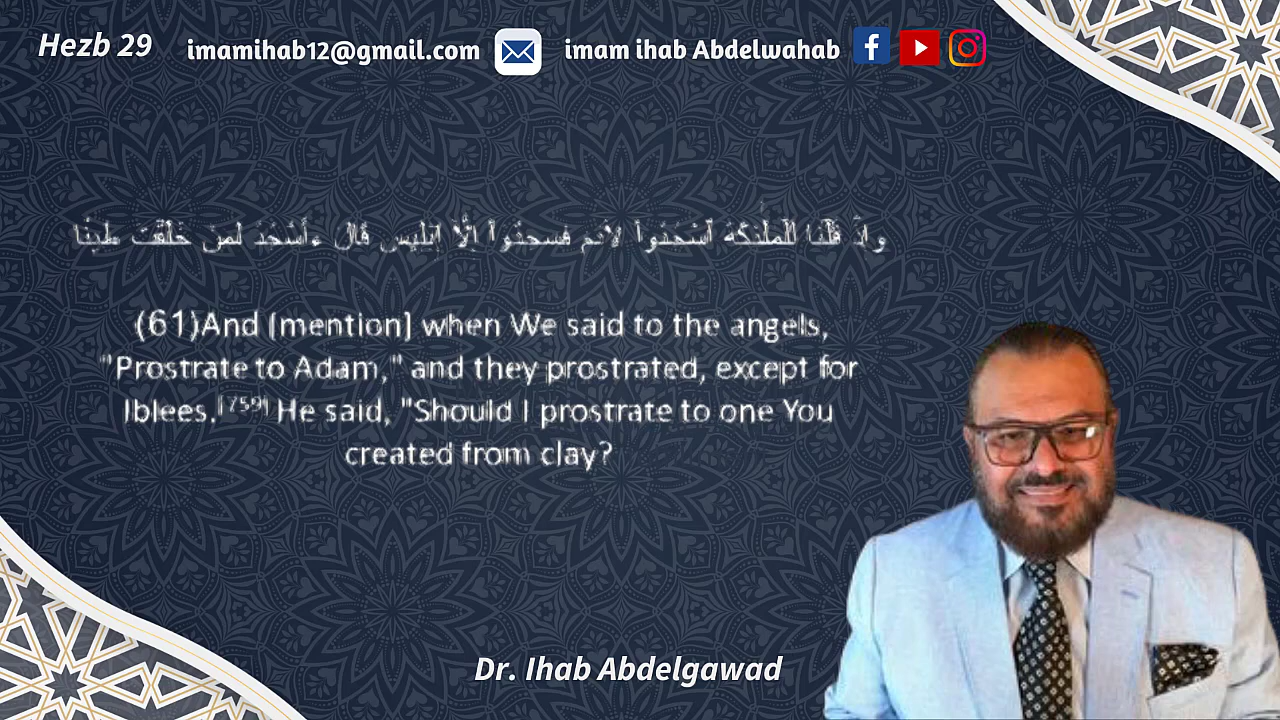 Hezb 29
imamihab12@gmail.com
imam ihab Abdelwahab
وَإِذْ قُلْنَا لِلْمَلَٰٓئِكَةِ ٱسْجُدُوا۟ لِءَادَمَ فَسَجَدُوٓا۟ إِلَّآ إِبْلِيسَ قَالَ ءَأَسْجُدُ لِمَنْ خَلَقْتَ طِينًا
(61)And [mention] when We said to the angels,
"Prostrate to Adam," and they prostrated, except for
Iblees.[759] He said, "Should I prostrate to one You
created from clay?
Dr. Ihab Abdelgawad